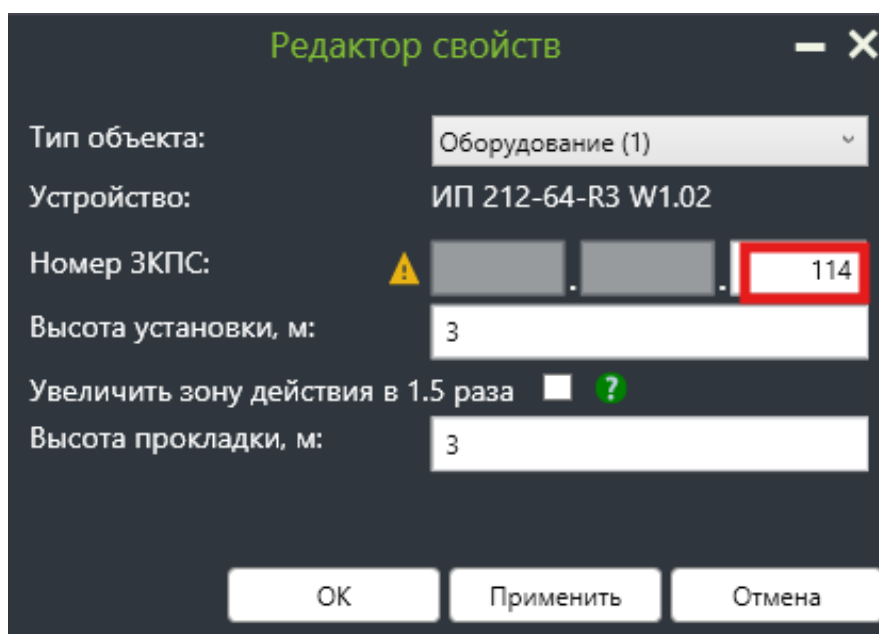 Редактор свойств
Тип объекта: Оборудование (1)
Устройство: ИП 212-64-R3 W1.02
Номер ЗКПС: . . 114
Высота установки, м: 3
Увеличить зону действия в 1.5 раза ?
Высота прокладки, м: 3
ОК Применить Отмена